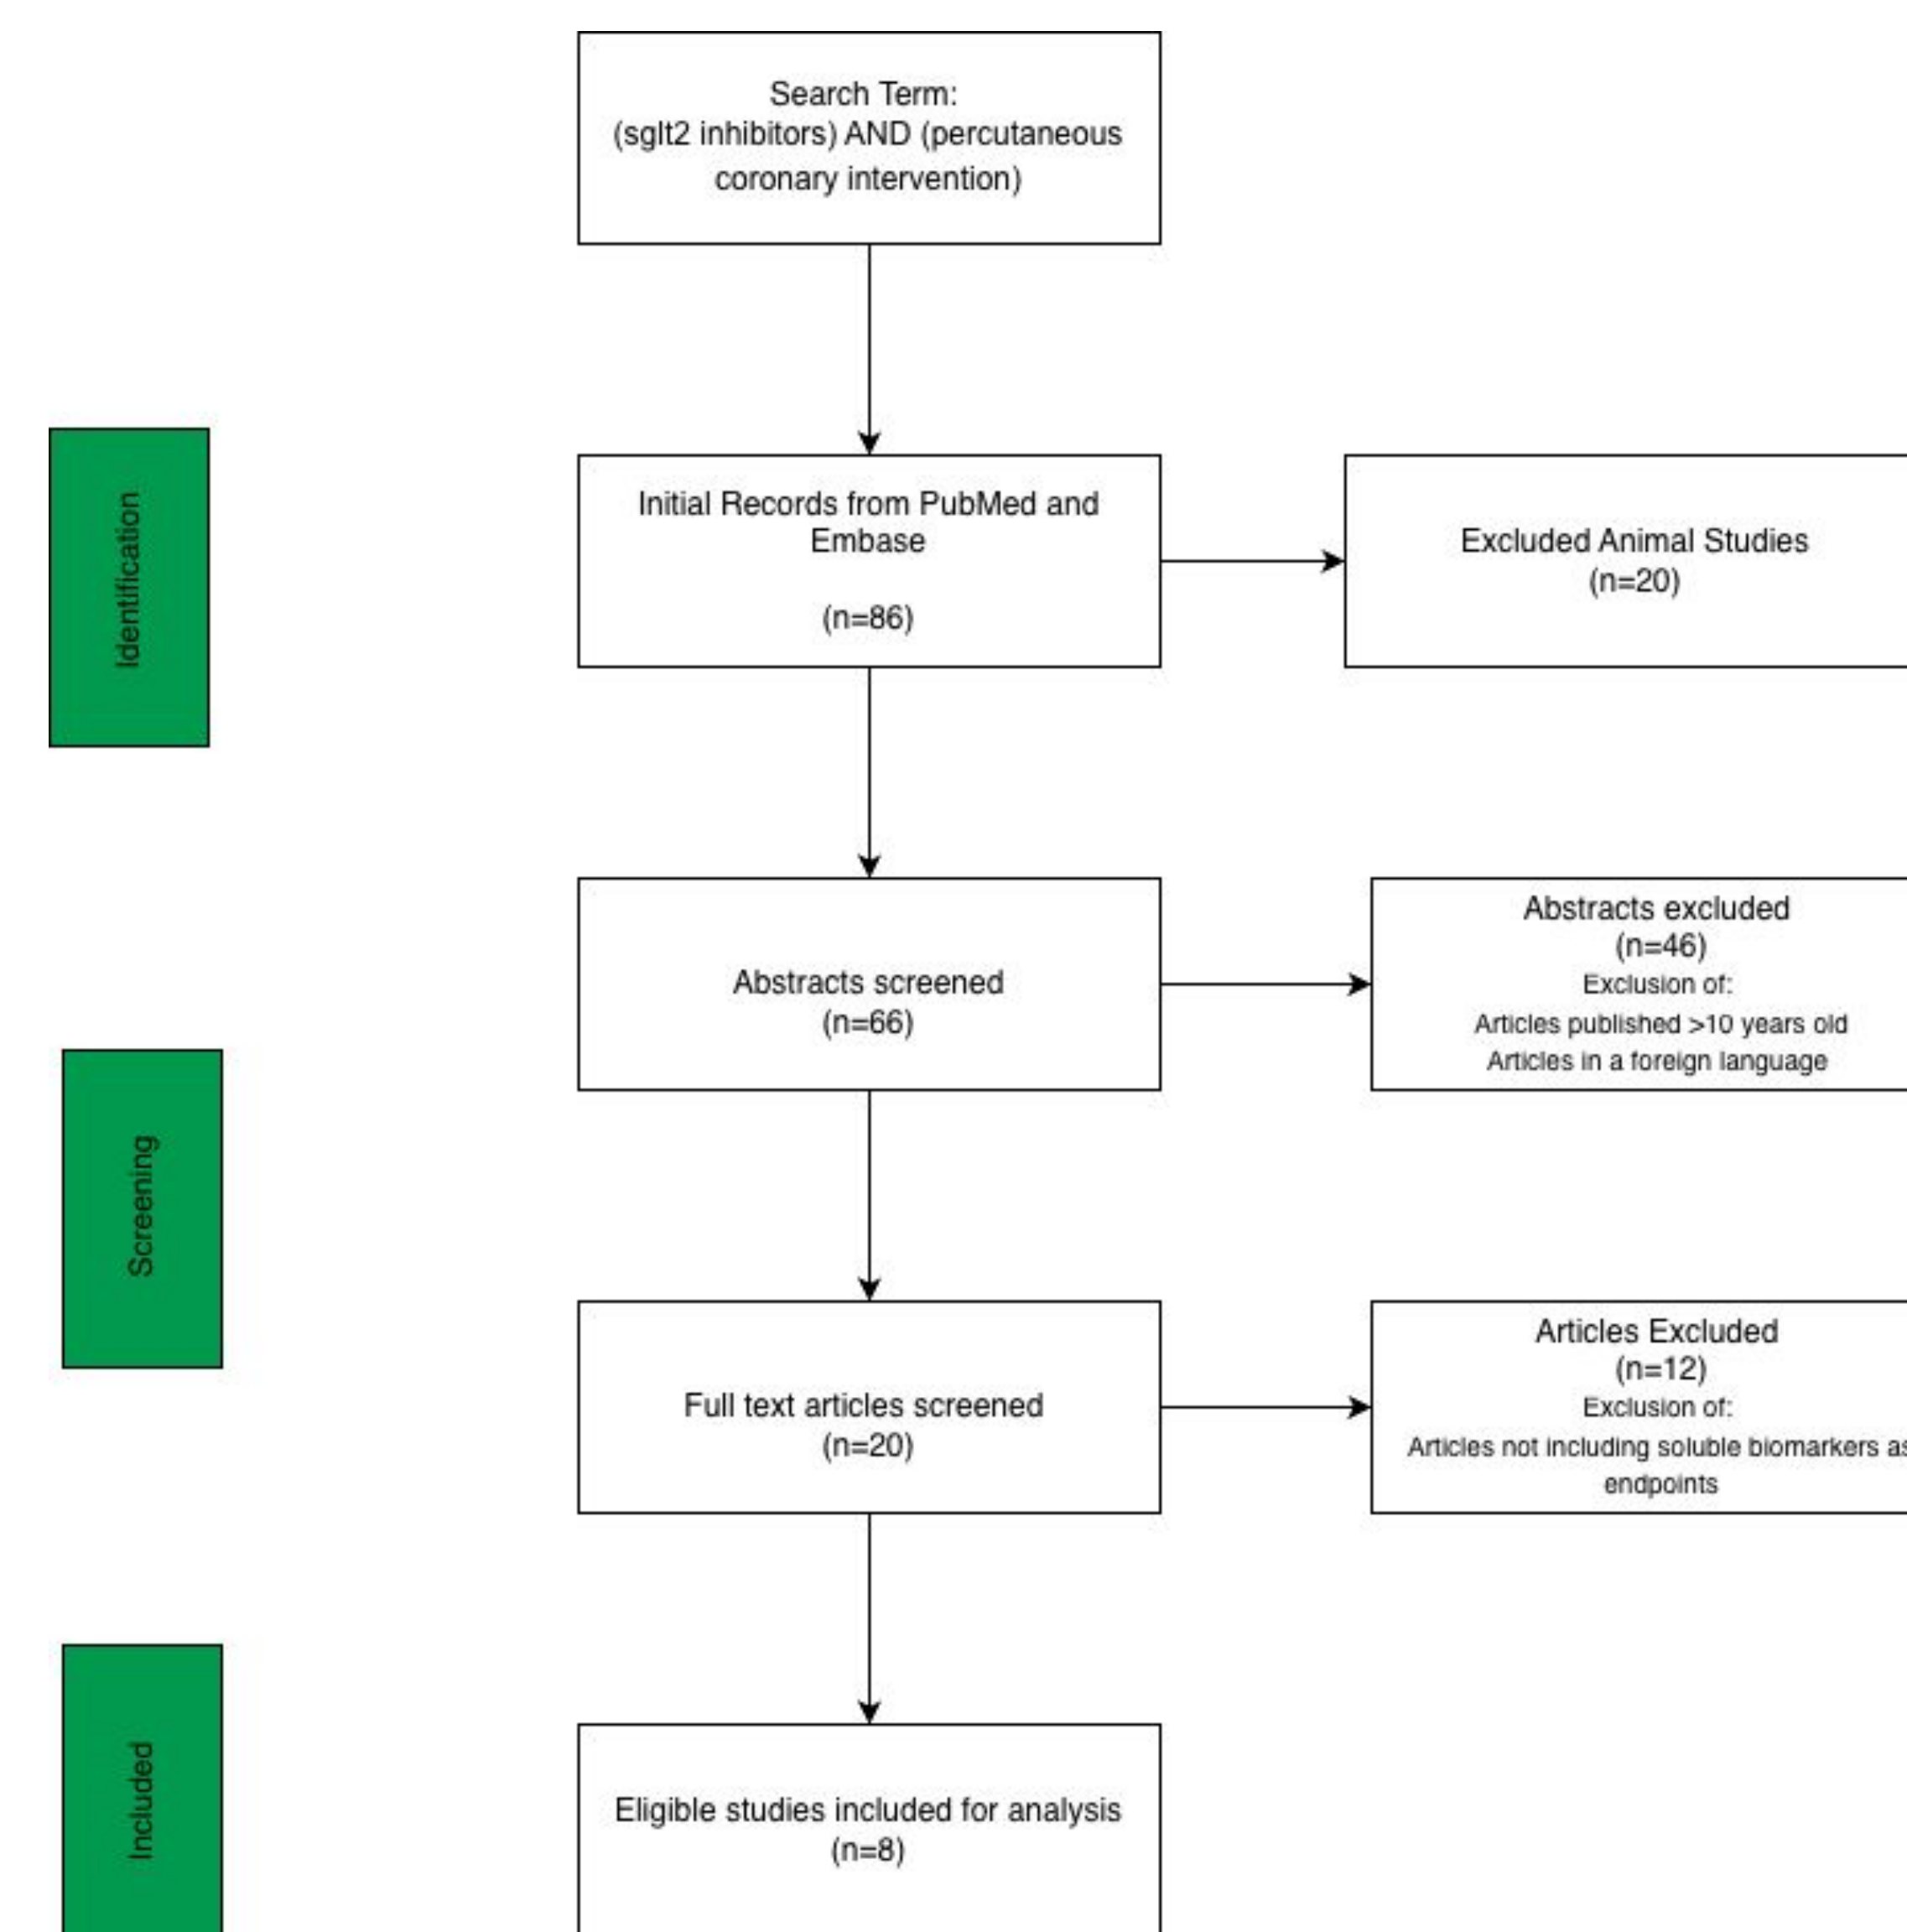 Search Term:
(sglt2 inhibitors) AND (percutaneous
coronary intervention)
Identification
Initial Records from PubMed and
Embase
(n=86)
Excluded Animal Studies
(n=20)
Abstracts screened
(n=66)
Abstracts excluded
(n=46)
Exclusion of:
Articles published >10 years old
Articles in a foreign language
Screening
Full text articles screened
(n=20)
Articles Excluded
(n=12)
Exclusion of:
Articles not including soluble biomarkers as
endpoints
Included
Eligible studies included for analysis
(n=8)